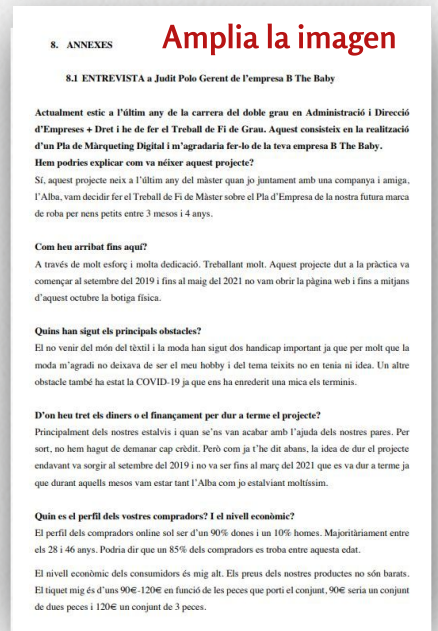 Amplia la imagen
8. ANNEXES
8.1 ENTREVISTA a Judit Polo Gerent de l'empresa B The Baby
Actualment estic a l'últim any de la carrera del doble grau en Administració i Direcció
d'Empreses + Dret i he de fer el Treball de Fi de Grau. Aquest consisteix en la realització
d'un Pla de Màrqueting Digital i m'agradaria fer-lo de la teva empresa B The Baby.
Hem podries explicar com va néixer aquest projecte?
Sí, aquest projecte neix a l'últim any del màster quan jo juntament amb una companya i amiga,
l'Alba, vam decidir fer el Treball de Fi de Màster sobre el Pla d'Empresa de la nostra futura marca
de roba per nens petits entre 3 mesos i 4 anys.
Com heu arribat fins aquí?
A través de molt esforç i molta dedicació. Treballant molt. Aquest projecte dut a la pràctica va
començar al setembre del 2019 i fins al maig del 2021 no vam obrir la pàgina web i fins a mitjans
d'aquest octubre la botiga física.
Quins han sigut els principals obstacles?
El no venir del món del tèxtil i la moda han sigut dos handicap important ja que per molt que la
moda m'agradi no deixava de ser el meu hobby i del tema teixits no en tenia ni idea. Un altre
obstacle també ha estat la COVID-19 ja que ens ha enrederit una mica els terminis.
D'on heu tret els diners o el finançament per dur a terme el projecte?
Principalment dels nostres estalvis i quan se'ns van acabar amb l'ajuda dels nostres pares. Per
sort, no hem hagut de demanar cap crèdit. Però com ja t'he dit abans, la idea de dur el projecte
endavant va sorgir al setembre del 2019 i no va ser fins al març del 2021 que es va dur a terme ja
que durant aquells mesos vam estar tant l'Alba com jo estalviant moltíssim.
Quin es el perfil dels vostres compradors? I el nivell econòmic?
El perfil dels compradors online sol ser d'un 90% dones i un 10% homes. Majoritàriament entre
els 28 i 46 anys. Podria dir que un 85% dels compradors es troba entre aquesta edat.
El nivell econòmic dels consumidors és mig alt. Els preus dels nostres productes no són barats.
El tiquet mig és d'uns 90€-120€ en funció de les peces que porti el conjunt, 90€ seria un conjunt
de dues peces i 120€ un conjunt de 3 peces.